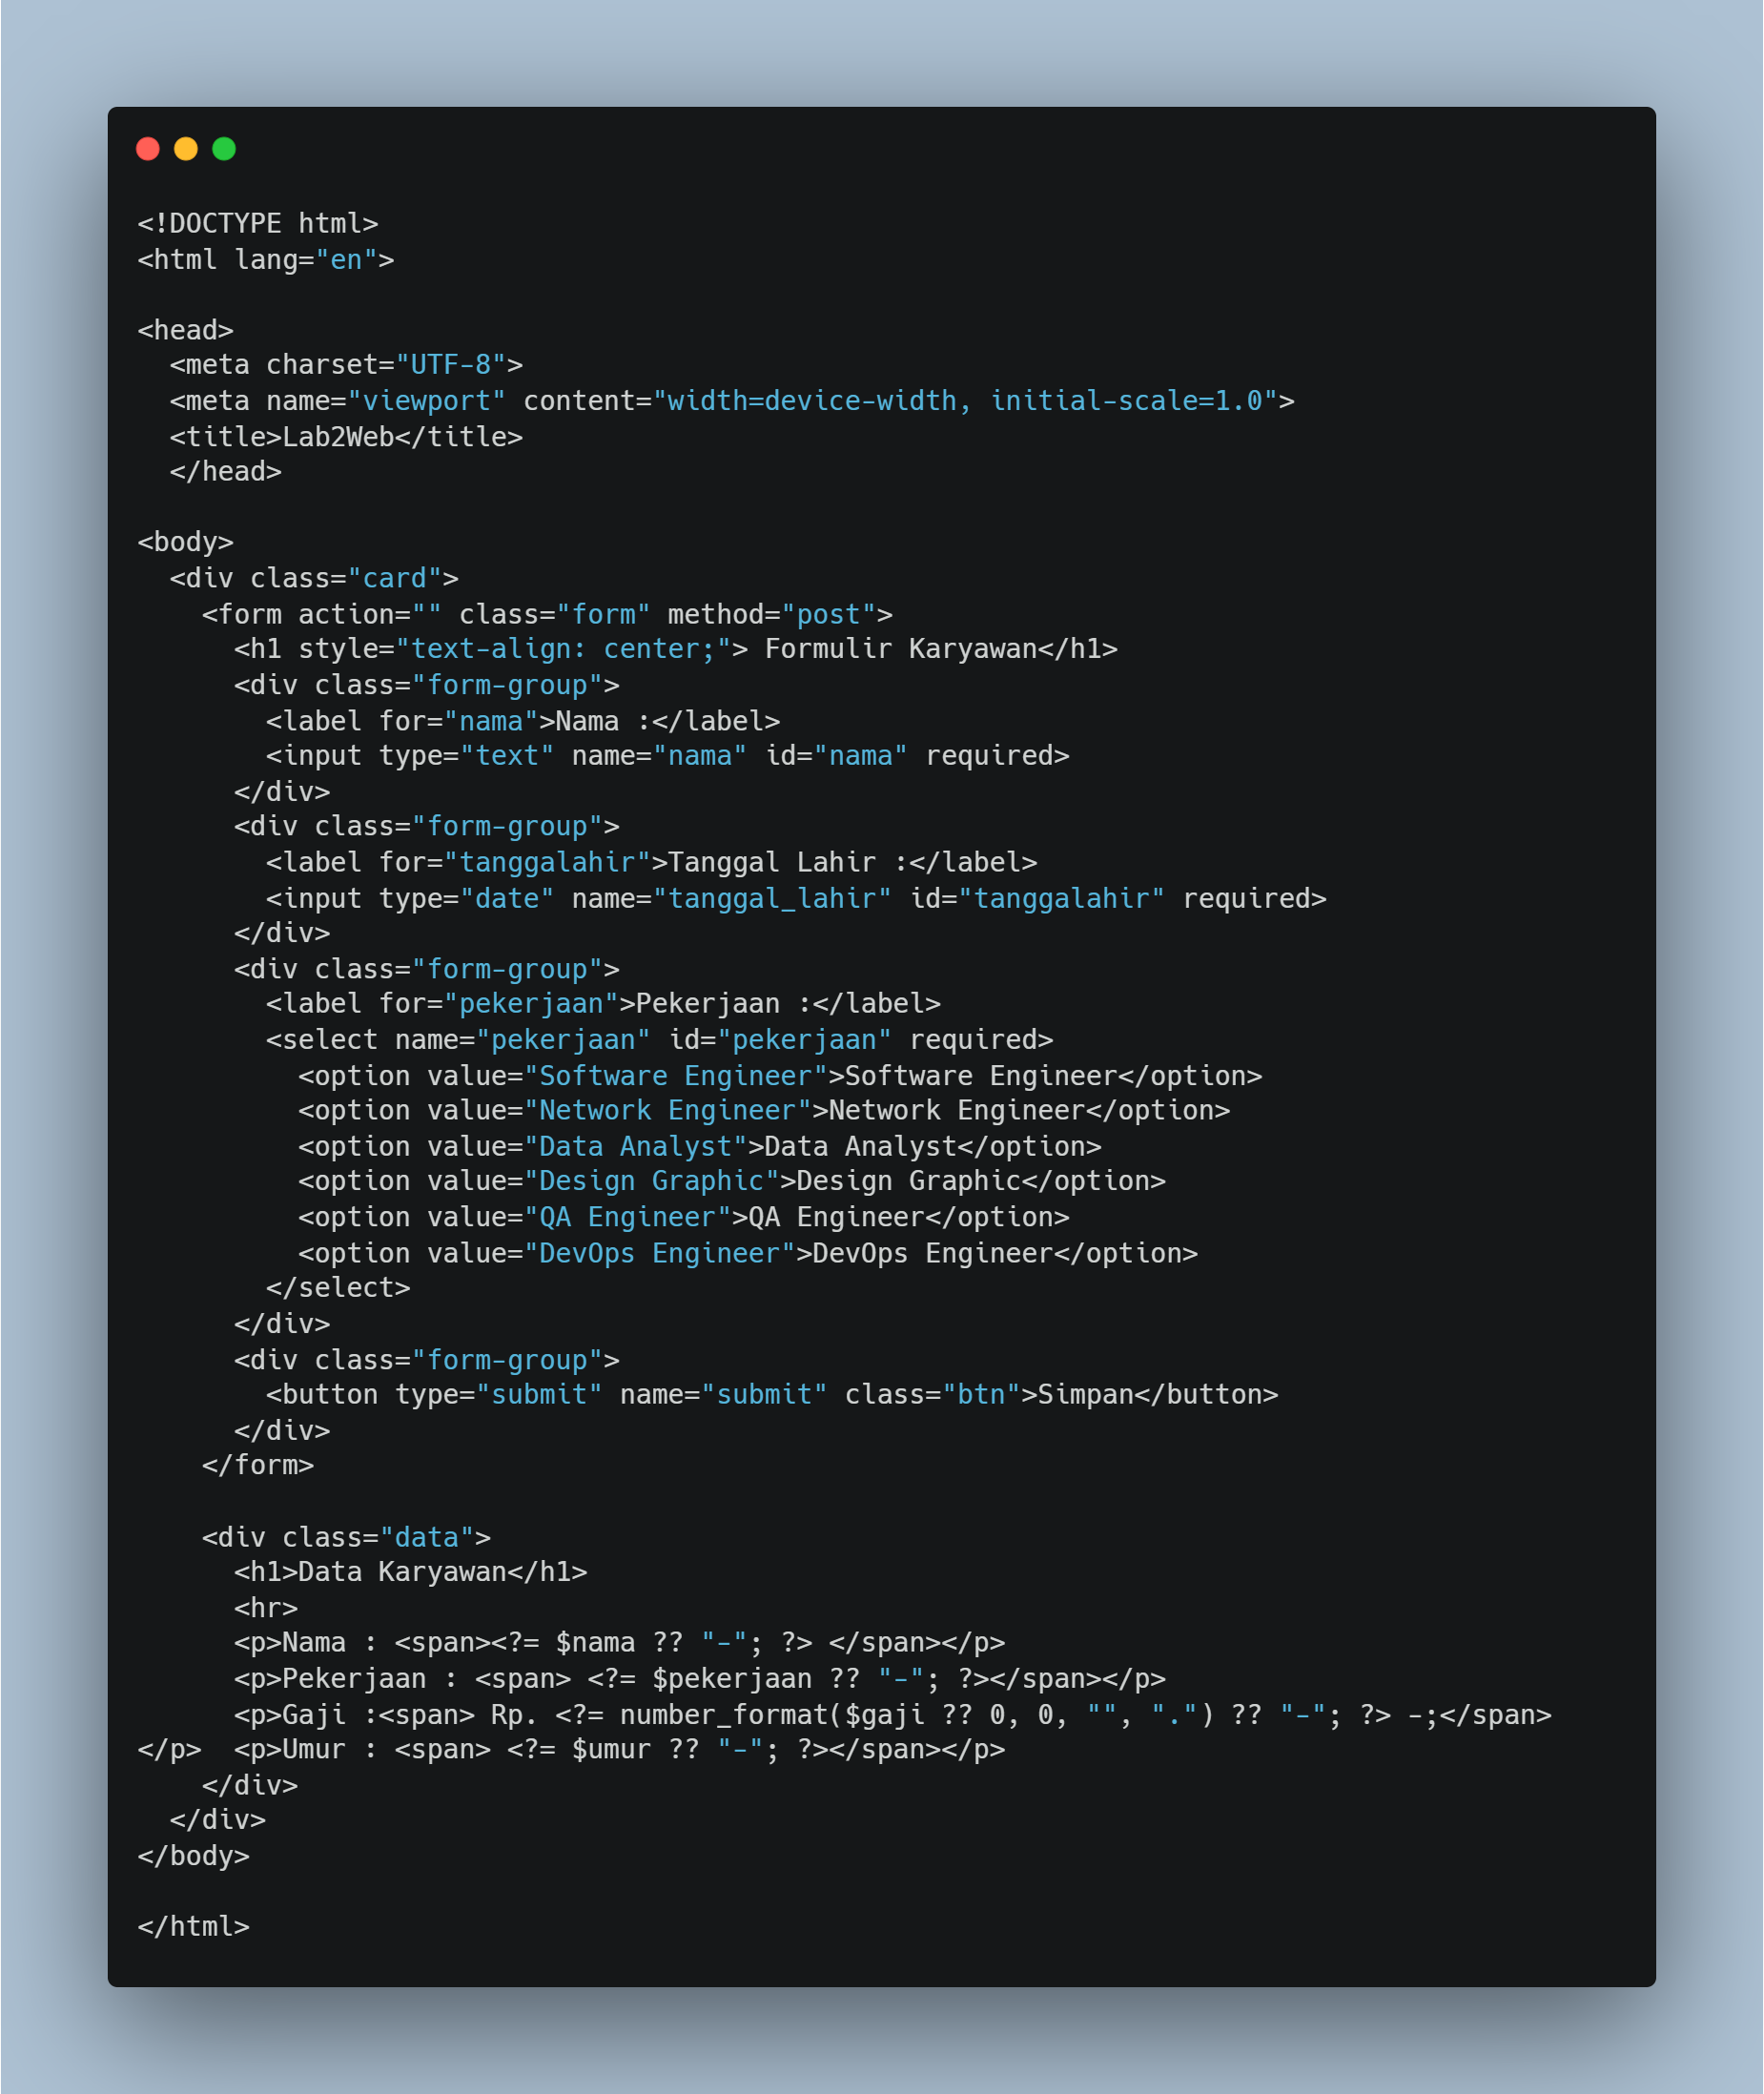 <!DOCTYPE html>
<html lang="en">

<head>
  <meta charset="UTF-8">
  <meta name="viewport" content="width=device-width, initial-scale=1.0">
  <title>Lab2Web</title>
  </head>

<body>
  <div class="card">
    <form action="" class="form" method="post">
      <h1 style="text-align: center;"> Formulir Karyawan</h1>
      <div class="form-group">
        <label for="nama">Nama :</label>
        <input type="text" name="nama" id="nama" required>
      </div>
      <div class="form-group">
        <label for="tanggalahir">Tanggal Lahir :</label>
        <input type="date" name="tanggal_lahir" id="tanggalahir" required>
      </div>
      <div class="form-group">
        <label for="pekerjaan">Pekerjaan :</label>
        <select name="pekerjaan" id="pekerjaan" required>
          <option value="Software Engineer">Software Engineer</option>
          <option value="Network Engineer">Network Engineer</option>
          <option value="Data Analyst">Data Analyst</option>
          <option value="Design Graphic">Design Graphic</option>
          <option value="QA Engineer">QA Engineer</option>
          <option value="DevOps Engineer">DevOps Engineer</option>
        </select>
      </div>
      <div class="form-group">
        <button type="submit" name="submit" class="btn">Simpan</button>
      </div>
    </form>

    <div class="data">
      <h1>Data Karyawan</h1>
      <hr>
      <p>Nama : <span><?= $nama ?? "-"; ?> </span></p>
      <p>Pekerjaan : <span> <?= $pekerjaan ?? "-"; ?></span></p>
      <p>Gaji :<span> Rp. <?= number_format($gaji ?? 0, 0, "", ".") ?? "-"; ?> -;</span>
</p>  <p>Umur : <span> <?= $umur ?? "-"; ?></span></p>
    </div>
  </div>
</body>

</html>